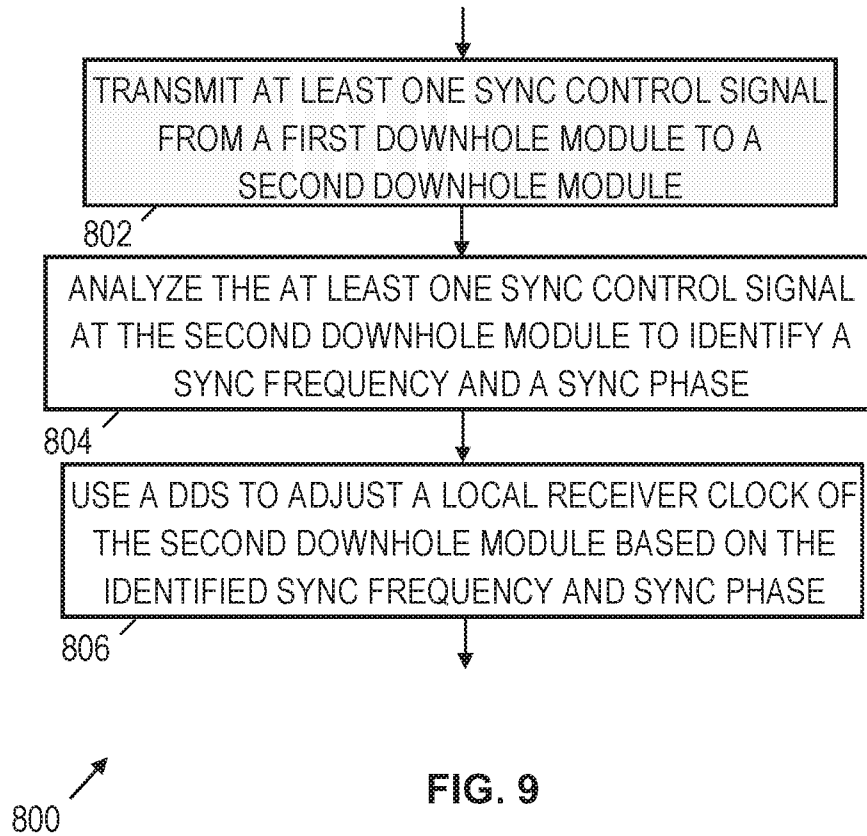 TRANSMIT AT LEAST ONE SYNC CONTROL SIGNAL
FROM A FIRST DOWNHOLE MODULE TO A
SECOND DOWNHOLE MODULE
802
ANALYZE THE AT LEAST ONE SYNC CONTROL SIGNAL
AT THE SECOND DOWNHOLE MODULE TO IDENTIFY A
SYNC FREQUENCY AND A SYNC PHASE
804
USE A DDS TO ADJUST A LOCAL RECEIVER CLOCK OF
THE SECOND DOWNHOLE MODULE BASED ON THE
IDENTIFIED SYNC FREQUENCY AND SYNC PHASE
806
800
FIG. 9